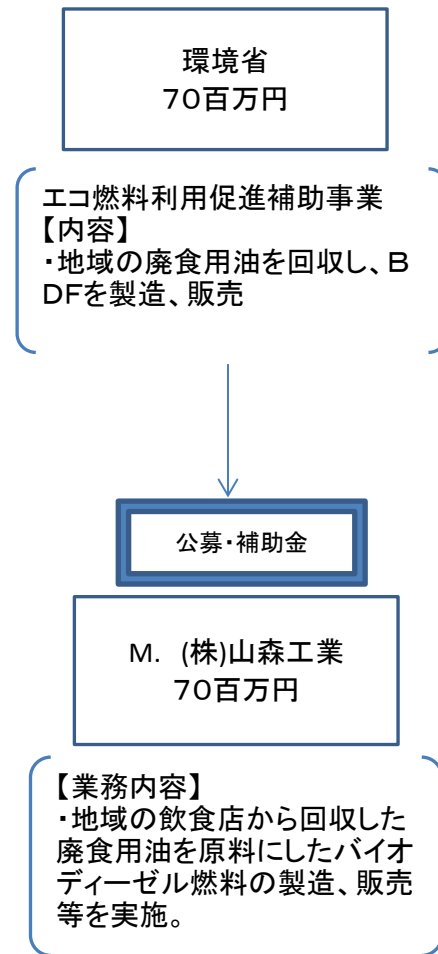 環境省
７０百万円
エコ燃料利用促進補助事業
【内容】
・地域の廃食用油を回収し、Ｂ
ＤＦを製造、販売
公募・補助金
Ｍ．　(株)山森工業
７０百万円
【業務内容】
・地域の飲食店から回収した
廃食用油を原料にしたバイオ
ディーゼル燃料の製造、販売
等を実施。